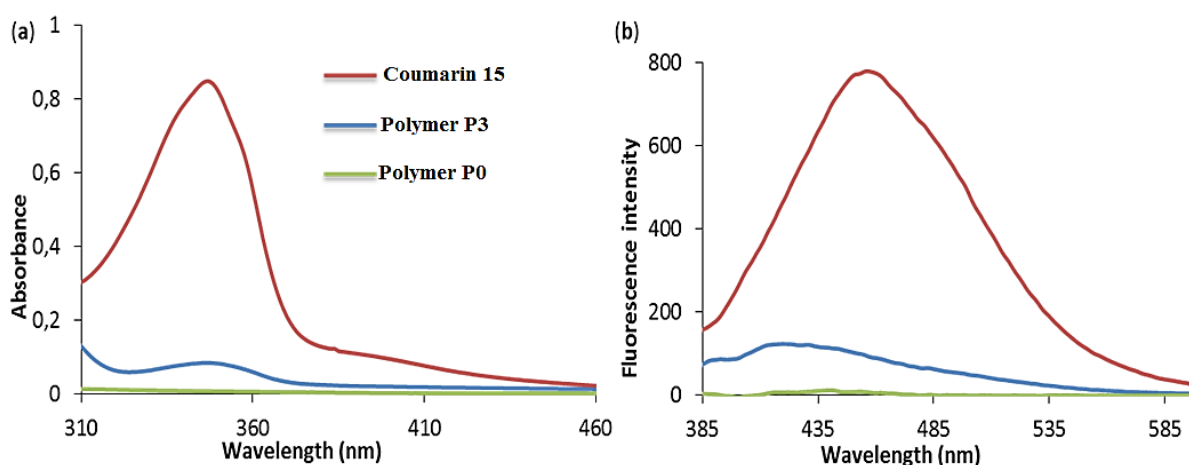 (a)
1
0,8
0,6
0,4
0,2
0
310
360
410
460
Absorbance
Wavelength (nm)
Coumarin 15
Polymer P3
Polymer P0
(b)
800
600
400
200
0
385
435
485
535
585
Fluorescence intensity
Wavelength (nm)